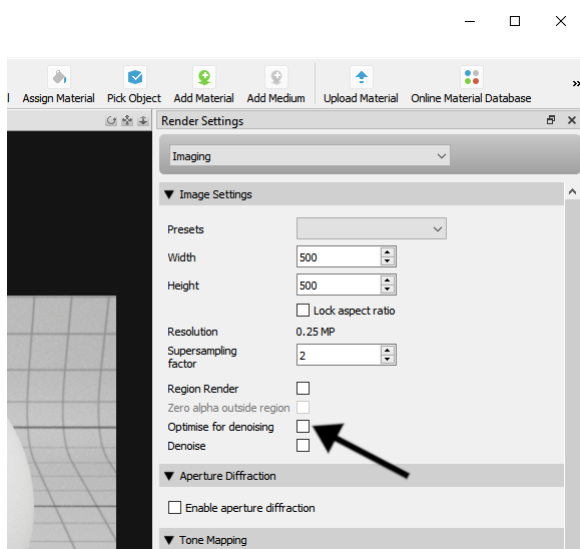 Assign Material Pick Object Add Material Add Medium Upload Material Online Material Database »
Render Settings
Imaging
▼ Image Settings
Presets
Width 500
Height 500
Lock aspect ratio
Resolution 0.25 MP
Supersampling
factor 2
Region Render
Zero alpha outside region
Optimise for denoising
Denoise
▼ Aperture Diffraction
Enable aperture diffraction
▼ Tone Mapping